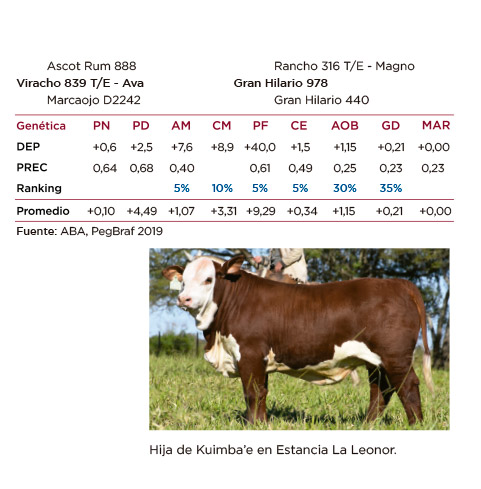 Ascot Rum 888 Rancho 316 T/E - Magno
Viracho 839 T/E - Ava Gran Hilario 978
Marcaojo D2242 Gran Hilario 440
Genética PN PD AM CM PF CE AOB GD MAR
DEP +0,6 +2,5 +7,6 +8,9 +40,0 +1,5 +1,15 +0,21 +0,00
PREC 0,64 0,68 0,40 0,61 0,49 0,25 0,23 0,23
Ranking 5% 10% 5% 5% 30% 35%
Promedio +0,10 +4,49 +1,07 +3,31 +9,29 +0,34 +1,15 +0,21 +0,00
Fuente: ABA, PegBraf 2019
Hija de Kuimba'e en Estancia La Leonor.